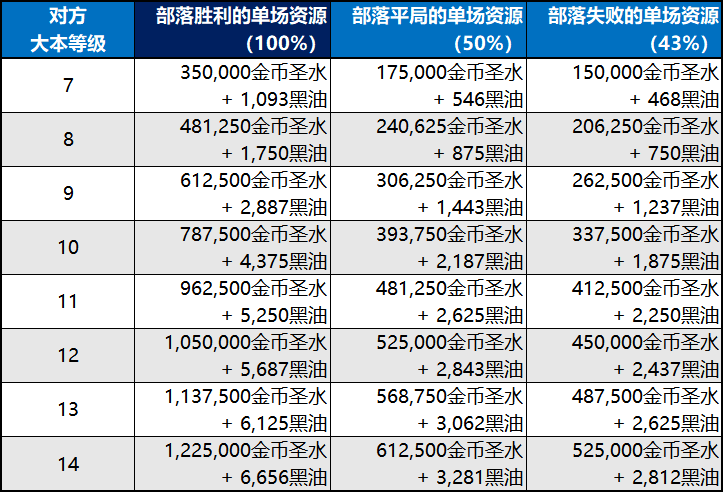 对方
大本等级
部落胜利的单场资源
（100%）
部落平局的单场资源
（50%）
部落失败的单场资源
（43%）
7
350,000金币圣水
+ 1,093黑油
175,000金币圣水
+ 546黑油
150,000金币圣水
+ 468黑油
8
481,250金币圣水
+ 1,750黑油
240,625金币圣水
+ 875黑油
206,250金币圣水
+ 750黑油
9
612,500金币圣水
+ 2,887黑油
306,250金币圣水
+ 1,443黑油
262,500金币圣水
+ 1,237黑油
10
787,500金币圣水
+ 4,375黑油
393,750金币圣水
+ 2,187黑油
337,500金币圣水
+ 1,875黑油
11
962,500金币圣水
+ 5,250黑油
481,250金币圣水
+ 2,625黑油
412,500金币圣水
+ 2,250黑油
12
1,050,000金币圣水
+ 5,687黑油
525,000金币圣水
+ 2,843黑油
450,000金币圣水
+ 2,437黑油
13
1,137,500金币圣水
+ 6,125黑油
568,750金币圣水
+ 3,062黑油
487,500金币圣水
+ 2,625黑油
14
1,225,000金币圣水
+ 6,656黑油
612,500金币圣水
+ 3,281黑油
525,000金币圣水
+ 2,812黑油